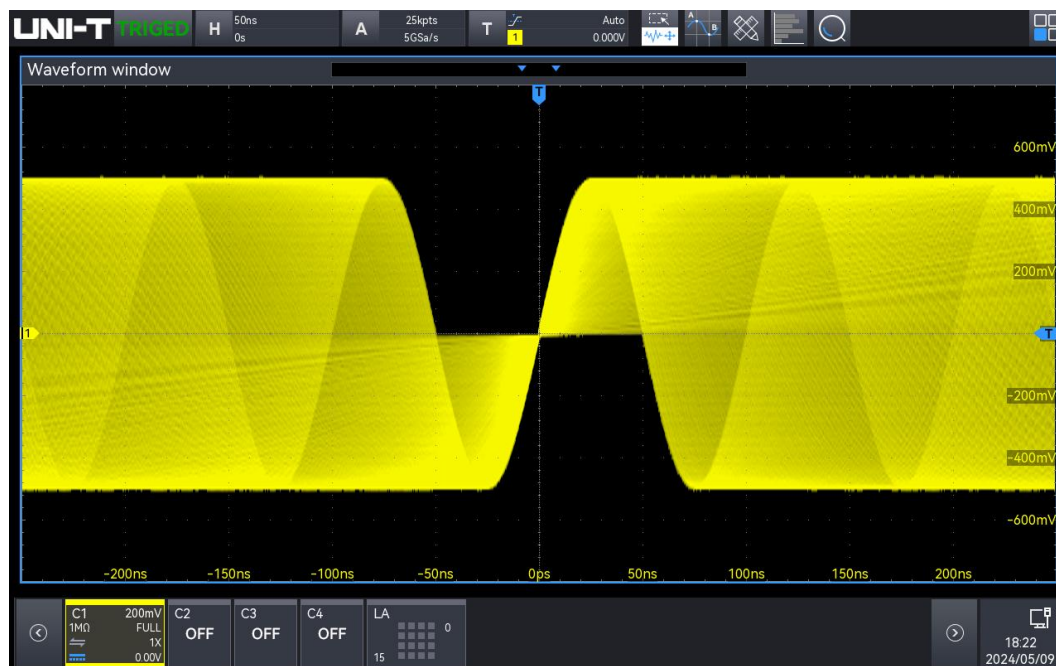 UNI-T TRIGED H 50ns 0s A 25kpts 5GSa/s T 1 Auto 0.000V A B
Waveform window
T
600mV
400mV
200mV
1 T
-200mV
-400mV
-600mV
-200ns -150ns -100ns -50ns 0ps 50ns 100ns 150ns 200ns
C1 200mV C2 C3 C4 LA
1MΩ FULL OFF OFF OFF 0
1X
0.00V 15
18:22
2024/05/09